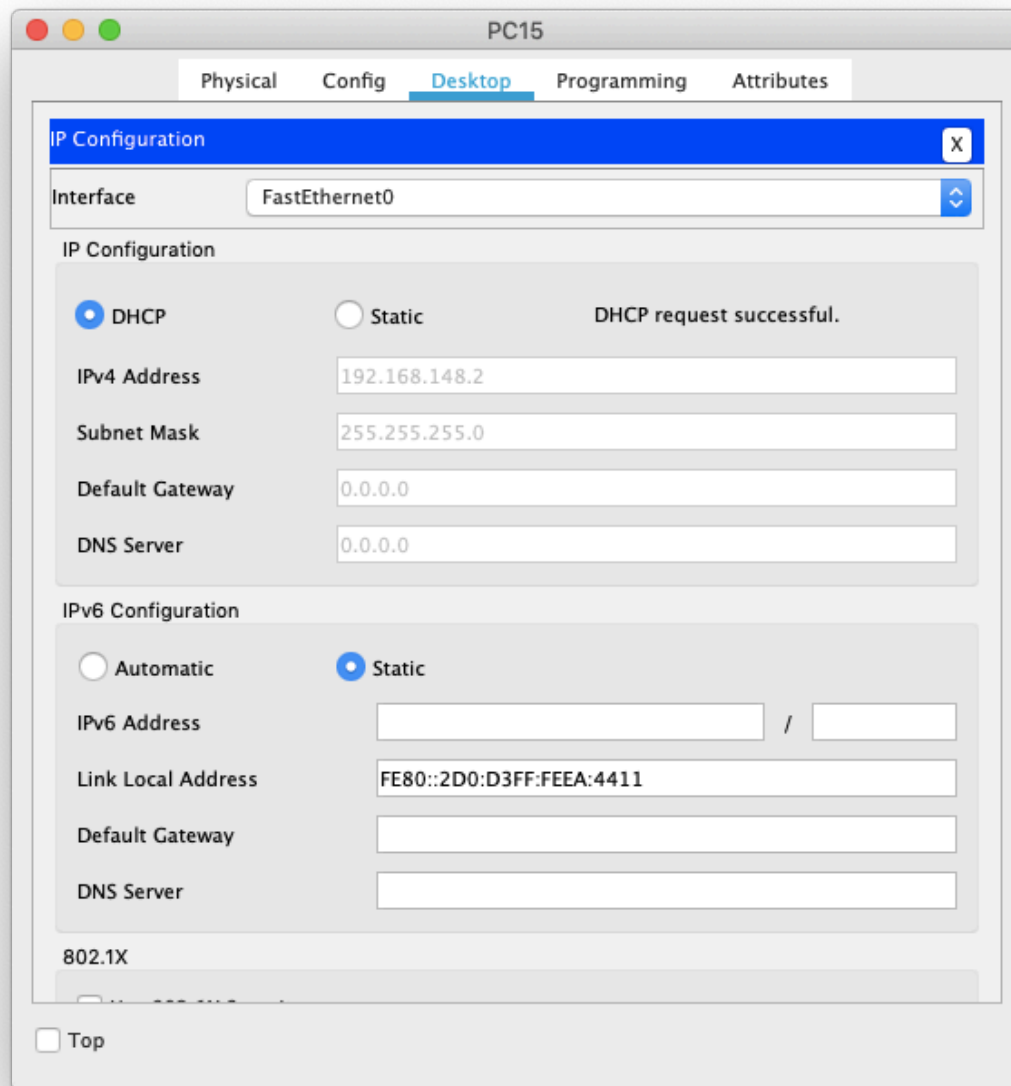 PC15
Physical Config Desktop Programming Attributes
IP Configuration X
Interface FastEthernet0
IP Configuration
DHCP Static DHCP request successful.
IPv4 Address 192.168.148.2
Subnet Mask 255.255.255.0
Default Gateway 0.0.0.0
DNS Server 0.0.0.0
IPv6 Configuration
Automatic Static
IPv6 Address /
Link Local Address FE80::2D0:D3FF:FEEA:4411
Default Gateway
DNS Server
802.1X
Top